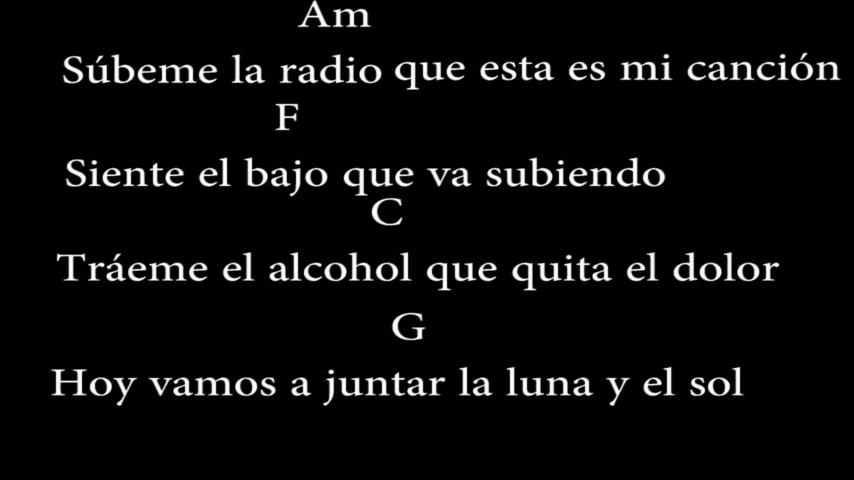 Am
Súbeme la radio que esta es mi canción
F
Siente el bajo que va subiendo
C
Tráeme el alcohol que quita el dolor
G
Hoy vamos a juntar la luna y el sol